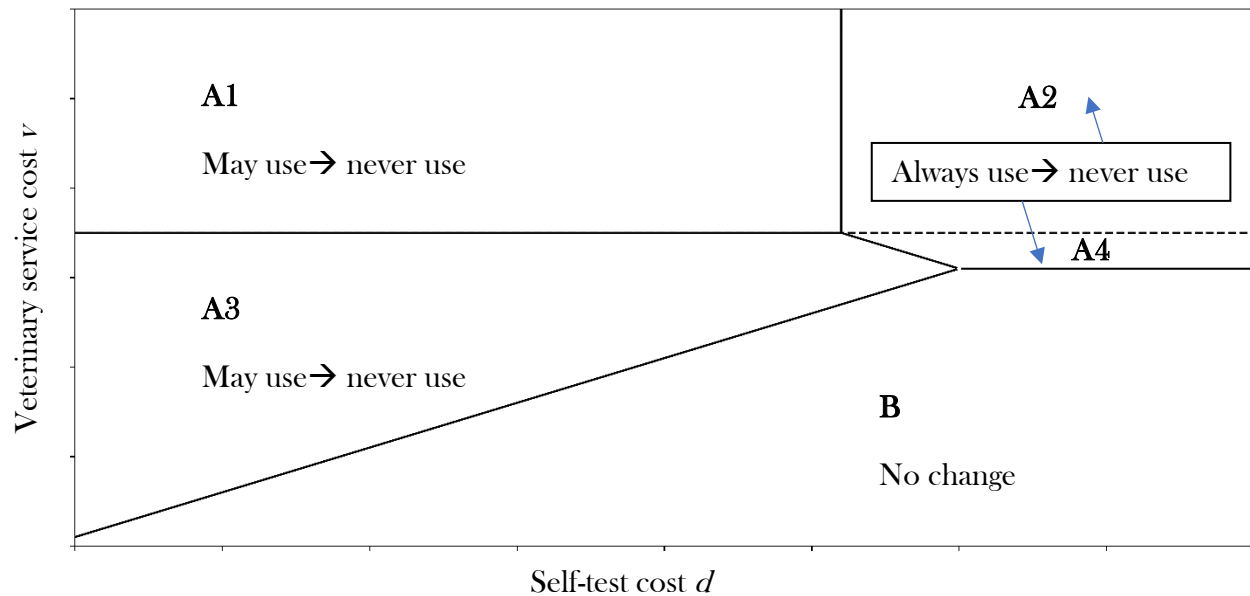 A1
May use→ never use
A2
Always use→ never use
A4
A3
May use→ never use
B
No change
Veterinary service cost v
Self-test cost d